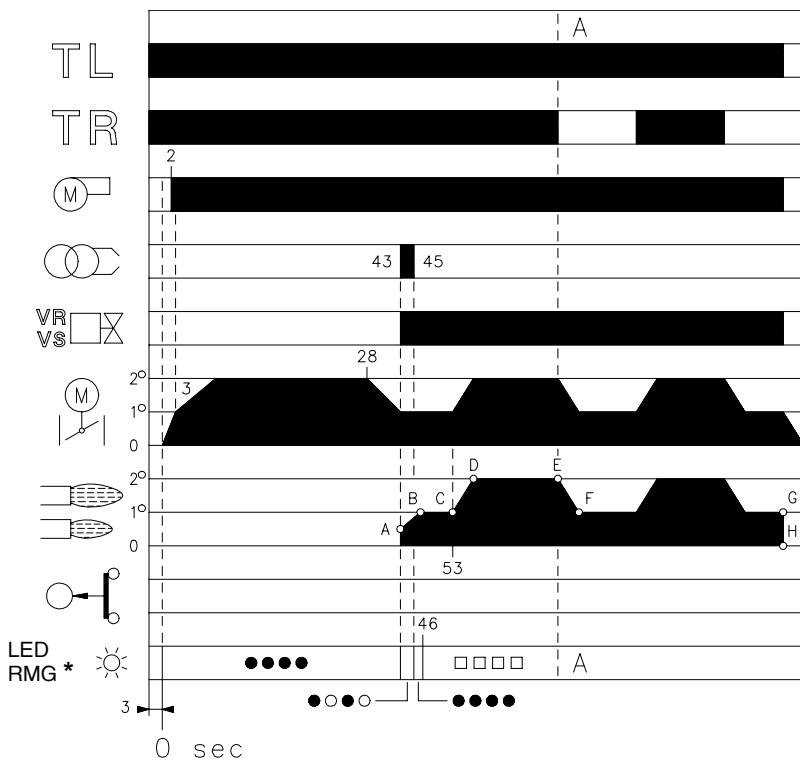 A
TL
TR
2
M
43 45
VR
VS
28
M
2° 3
1°
0
2° D E
B C F G
1°
A
0 H
53
46
LED
RMG * A
3
0 sec